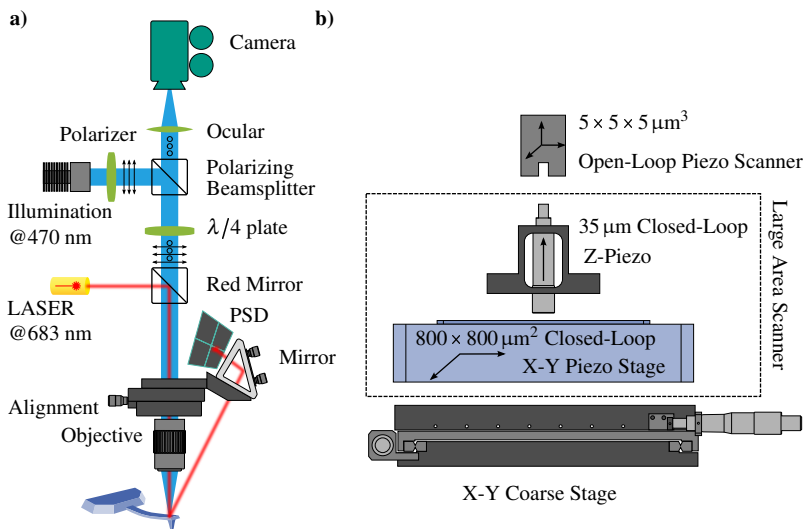 a)
Camera
Polarizer
Ocular
Polarizing
Beamsplitter
Illumination
@470 nm
λ/4 plate
Red Mirror
LASER
@683 nm
PSD
Mirror
Alignment
Objective
b)
5 × 5 × 5 μm³
Open-Loop Piezo Scanner
35 μm Closed-Loop
Z-Piezo
Large Area Scanner
800 × 800 μm² Closed-Loop
X-Y Piezo Stage
X-Y Coarse Stage